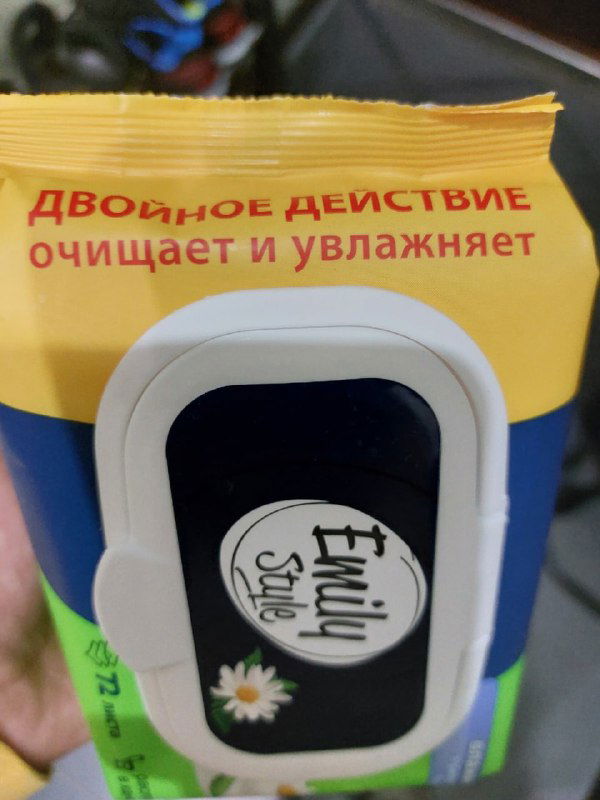 ДВОЙНОЕ ДЕЙСТВИЕ
очищает и увлажняет
Emily
Style
72 листа